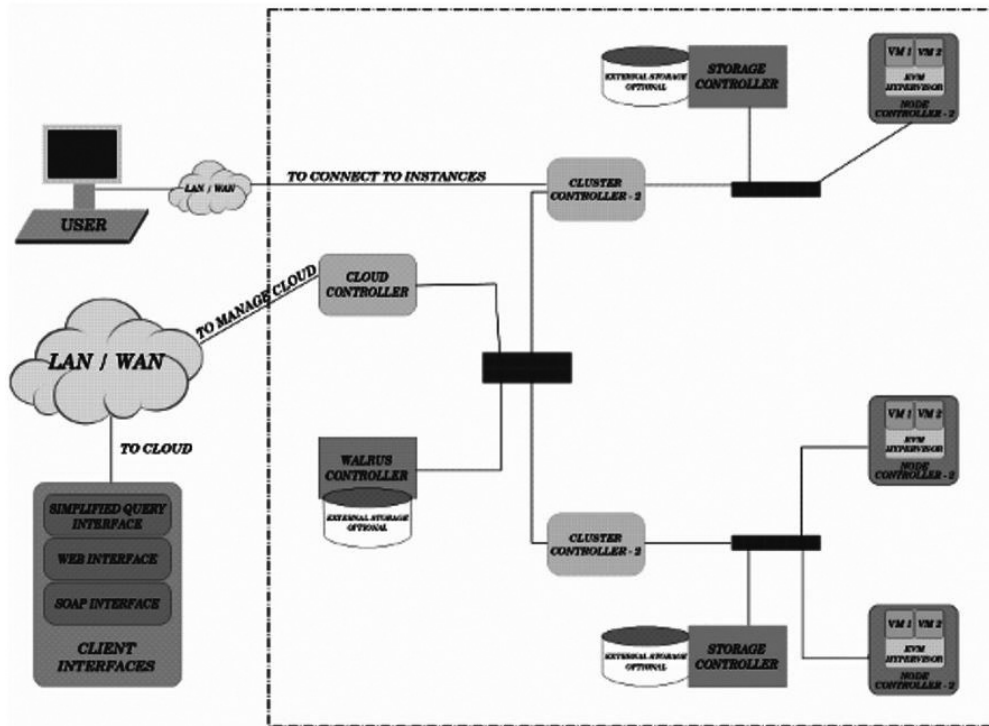 EXTERNAL STORAGE
OPTIONAL
STORAGE
CONTROLLER
VM 1 VM 2
KVM
HYPERVISOR
NODE
CONTROLLER - 2
LAN / WAN
TO CONNECT TO INSTANCES
CLUSTER
CONTROLLER - 2
USER
TO MANAGE CLOUD
CLOUD
CONTROLLER
LAN / WAN
TO CLOUD
WALRUS
CONTROLLER
EXTERNAL STORAGE
OPTIONAL
VM 1 VM 2
KVM
HYPERVISOR
NODE
CONTROLLER - 2
SIMPLIFIED QUERY
INTERFACE
WEB INTERFACE
SOAP INTERFACE
CLIENT
INTERFACES
CLUSTER
CONTROLLER - 2
EXTERNAL STORAGE
OPTIONAL
STORAGE
CONTROLLER
VM 1 VM 2
KVM
HYPERVISOR
NODE
CONTROLLER - 2